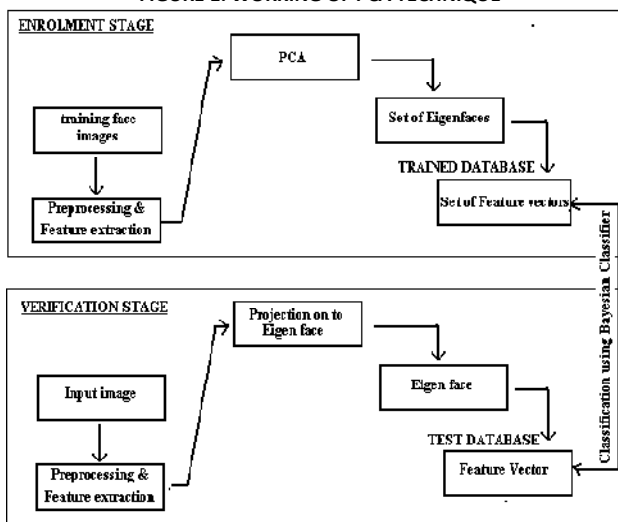 ENROLMENT STAGE
PCA
training face
images
Set of Eigenfaces
TRAINED DATABASE
Preprocessing &
Feature extraction
Set of Feature vectors
Classification using Bayesian Classifier
VERIFICATION STAGE
Projection on to
Eigen face
Input image
Eigen face
TEST DATABASE
Preprocessing &
Feature extraction
Feature Vector